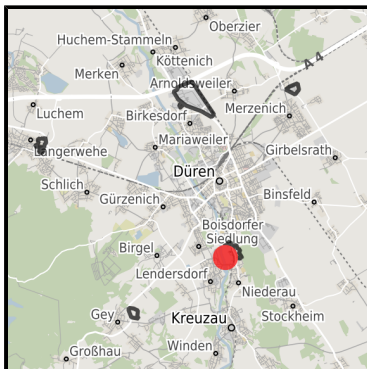 Oberzier
Huchem-Stammeln
Köttenich
A 4
Merken
Arnoldsweiler
Luchem
Birkesdorf
Merzenich
Mariaweiler
Langerwehe
Girbelsrath
Düren
Schlich
Gürzenich
Binsfeld
Boisdorfer
Siedlung
Birgel
Lendersdorf
Niederau
Gey
Stockheim
Kreuzau
Großhau
Winden